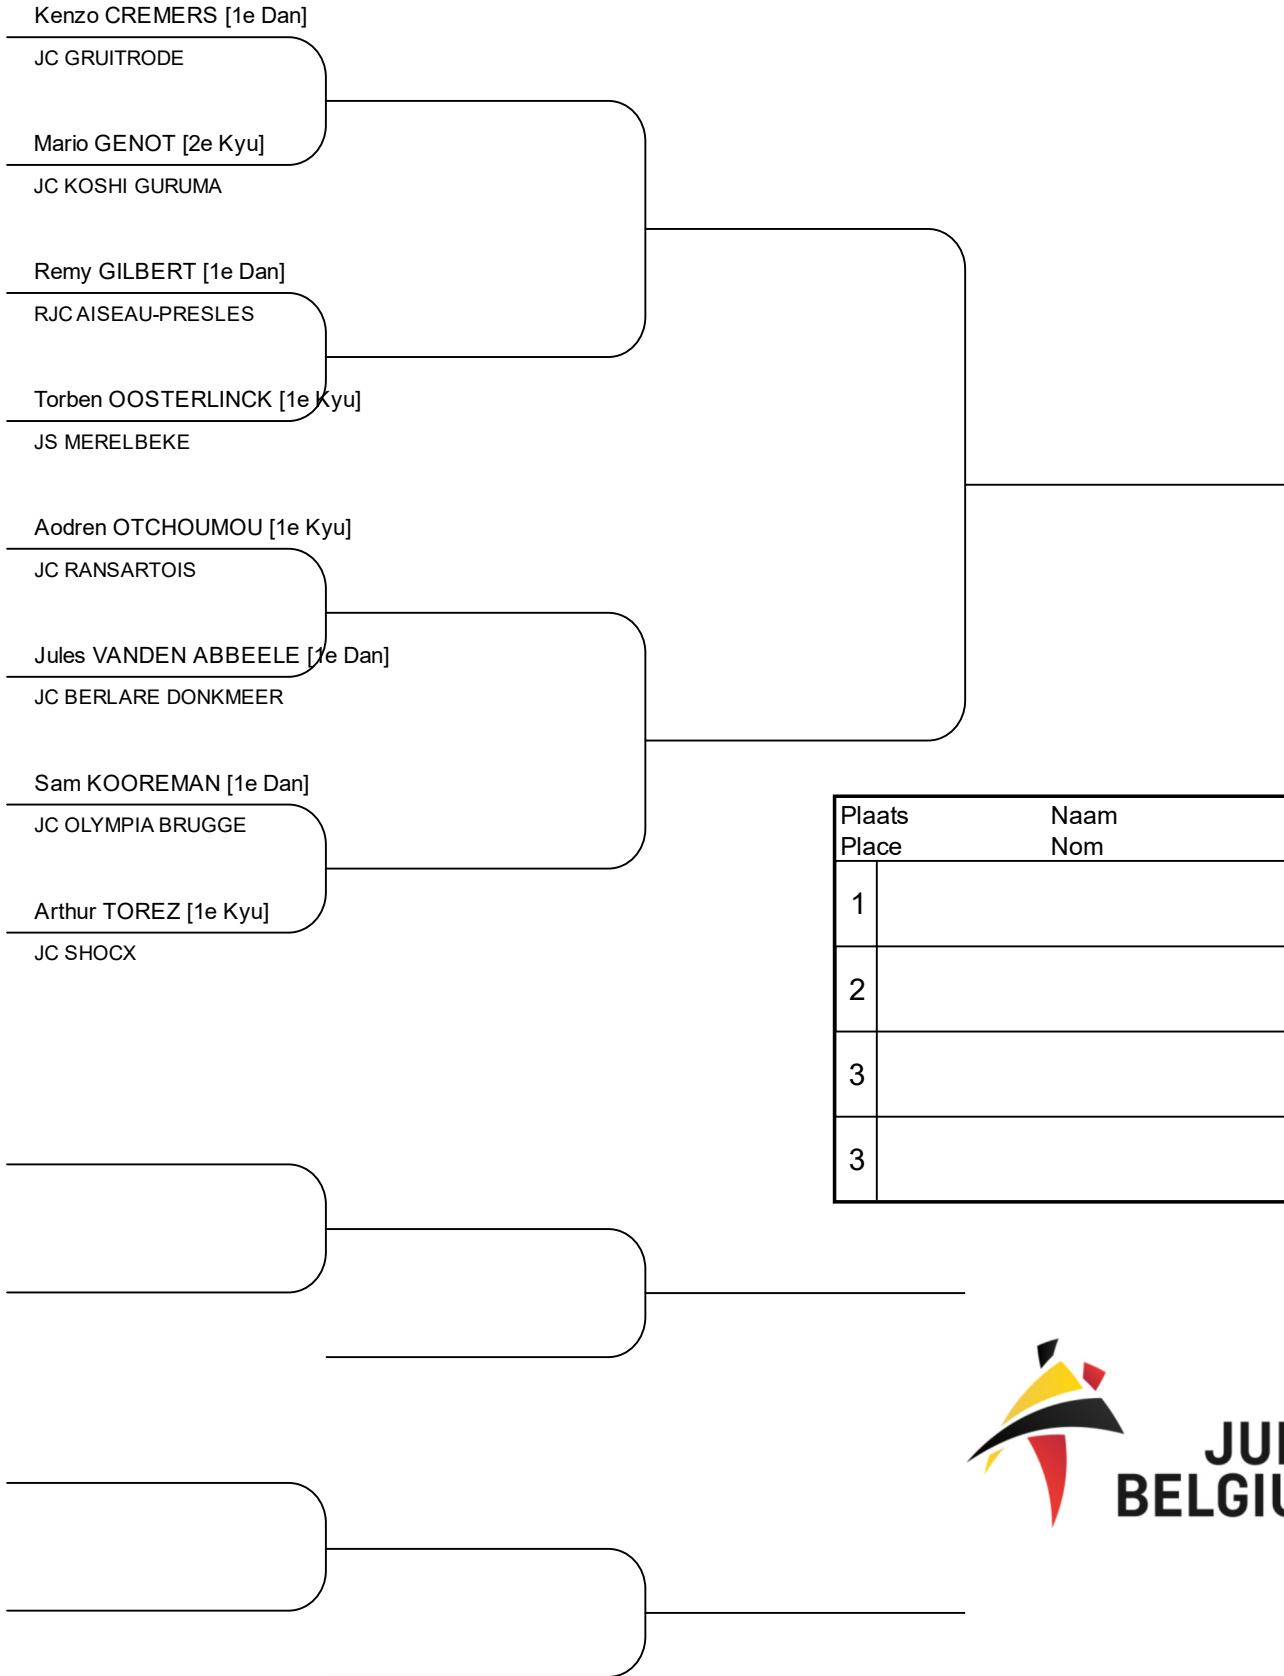 Kenzo CREMERS [1e Dan]
JC GRUITRODE
Mario GENOT [2e Kyu]
JC KOSHI GURUMA
Remy GILBERT [1e Dan]
RJC AISEAU-PRESLES
Torben OOSTERLINCK [1e Kyu]
JS MERELBEKE
Aodren OTCHOUMOU [1e Kyu]
JC RANSARTOIS
Jules VANDEN ABBEELE [1e Dan]
JC BERLARE DONKMEER
Sam KOOREMAN [1e Dan]
JC OLYMPIA BRUGGE
Arthur TOREZ [1e Kyu]
JC SHOCX
Plaats Naam
Place Nom
1
2
3
3